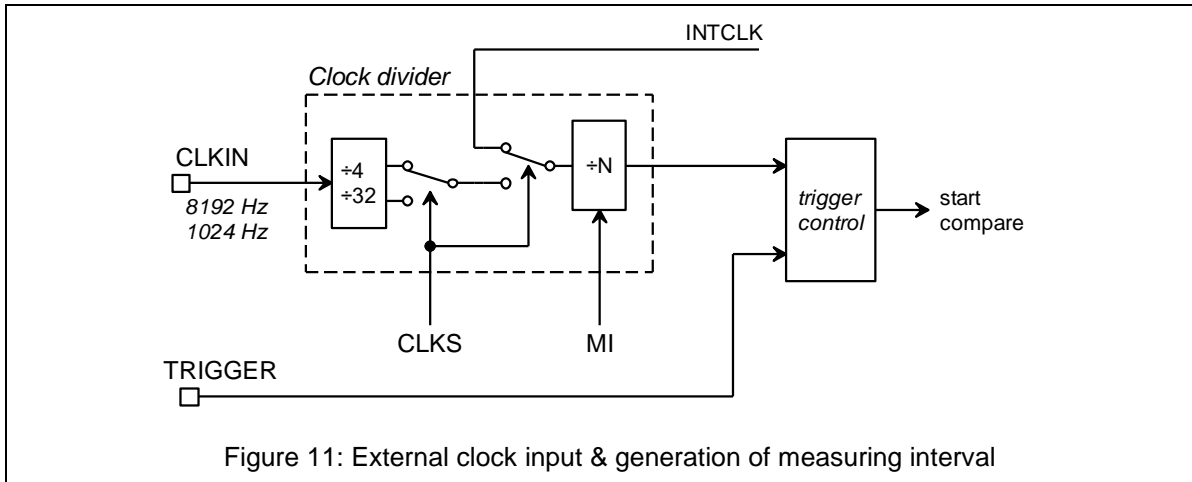 INTCLK
Clock divider
CLKIN
÷4
÷32
÷N
8192 Hz
1024 Hz
trigger
control
start
compare
CLKS
MI
TRIGGER
Figure 11: External clock input & generation of measuring interval